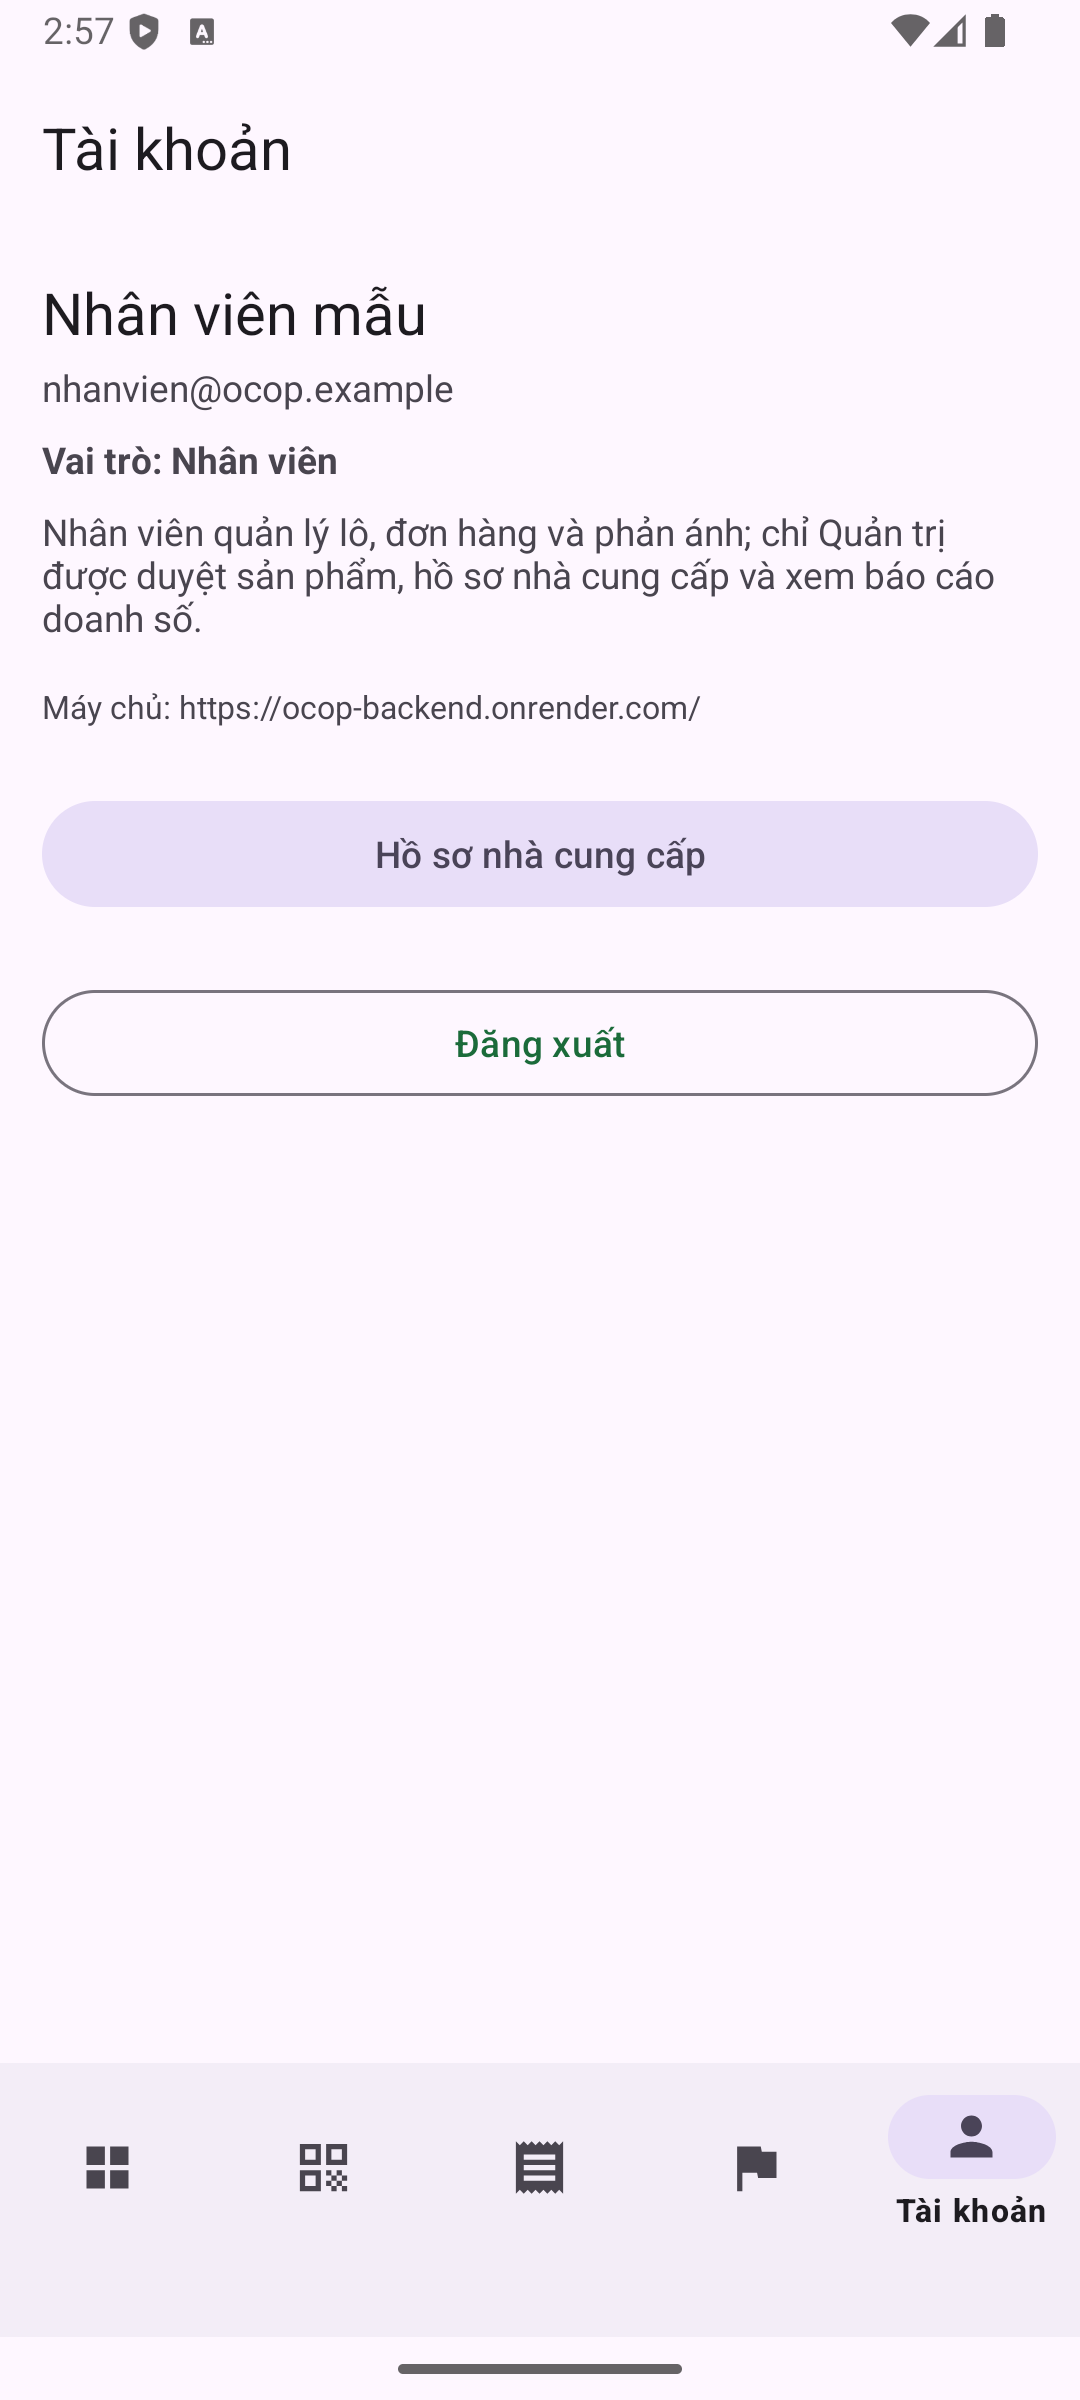 2:57
Tài khoản
Nhân viên mẫu
nhanvien@ocop.example
Vai trò: Nhân viên
Nhân viên quản lý lô, đơn hàng và phản ánh; chỉ Quản trị
được duyệt sản phẩm, hồ sơ nhà cung cấp và xem báo cáo
doanh số.
Máy chủ: https://ocop-backend.onrender.com/
Hồ sơ nhà cung cấp
Đăng xuất
Tài khoản